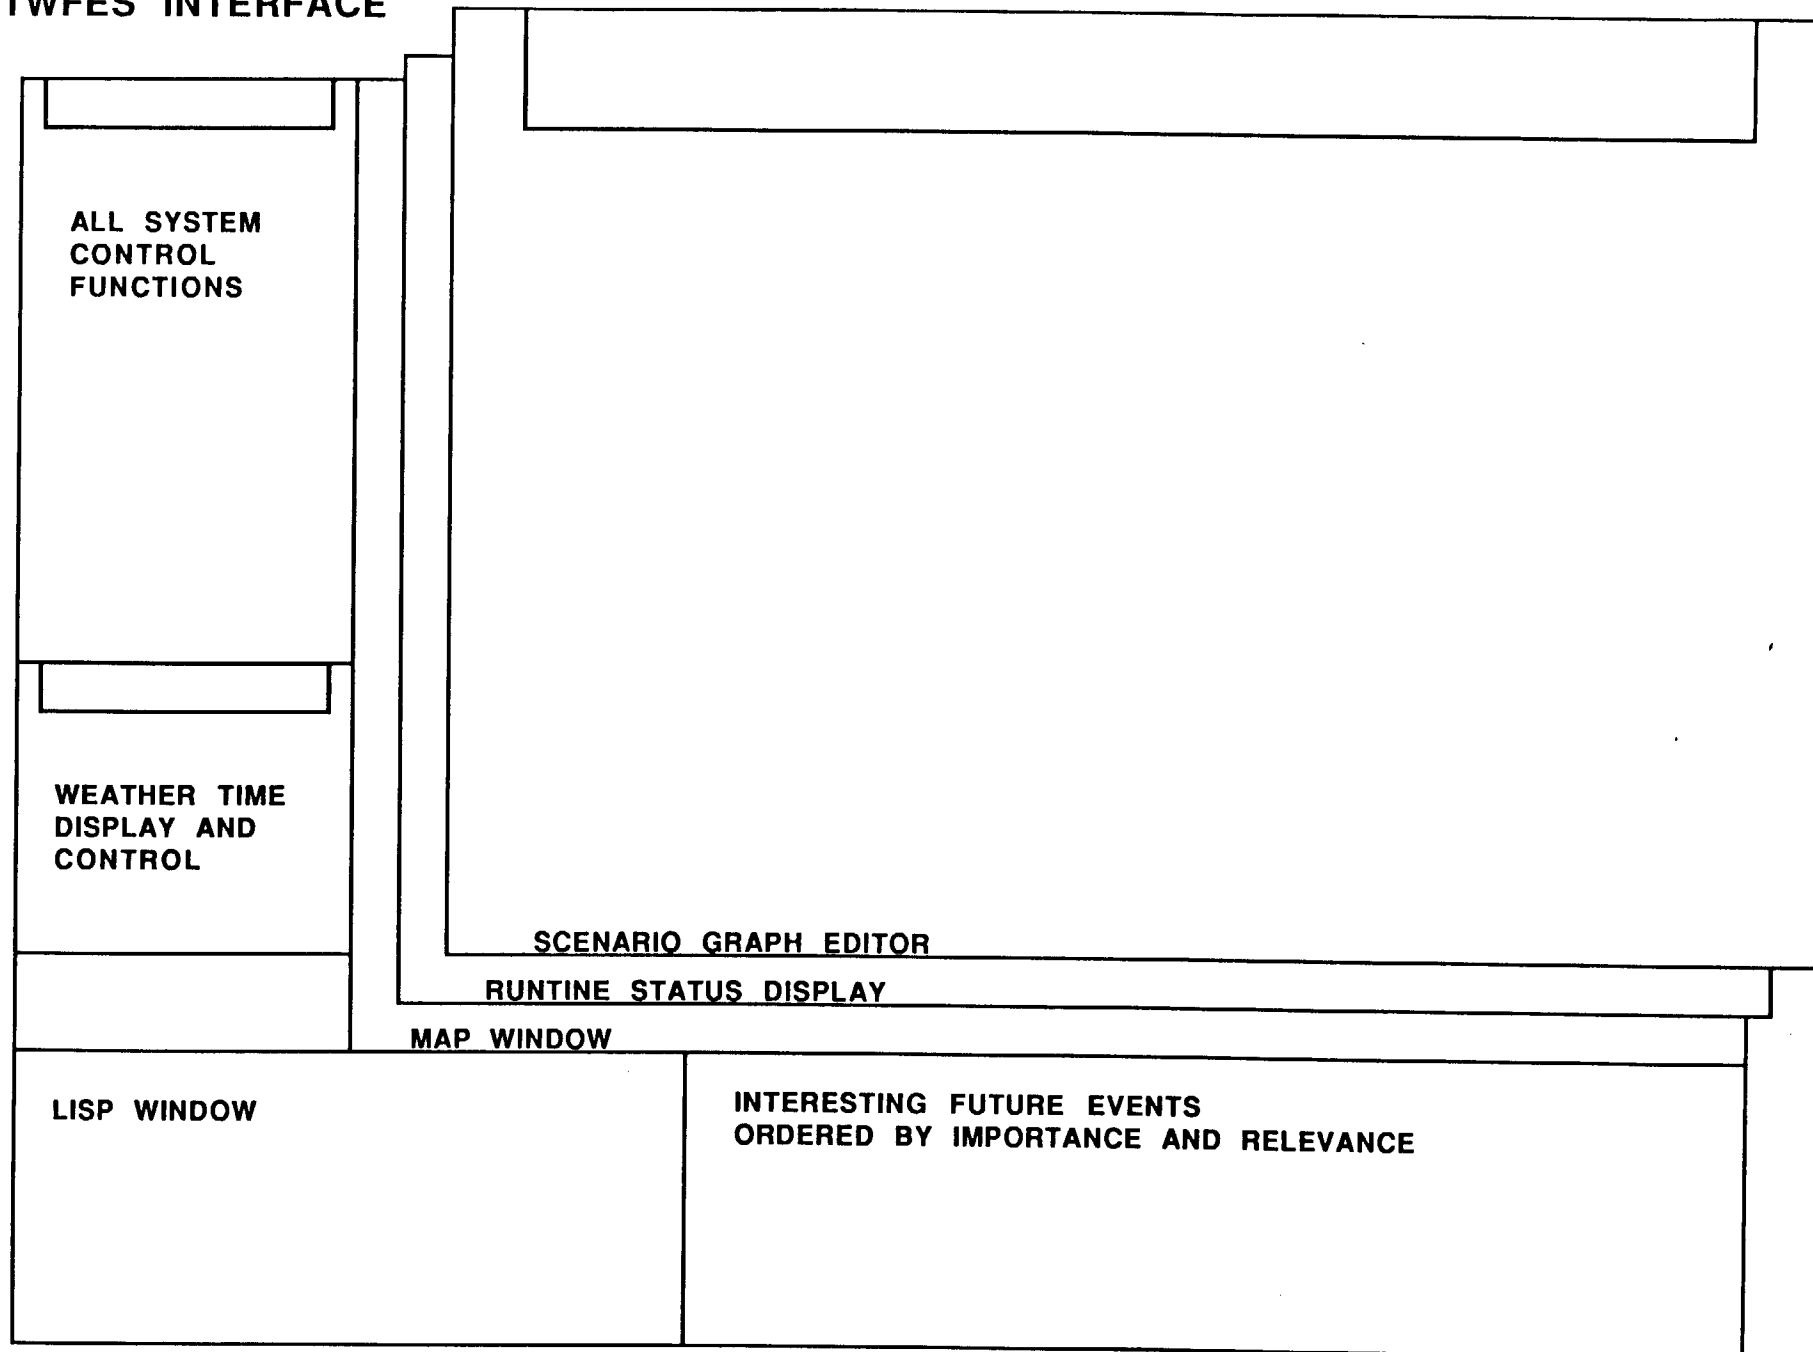 TWFES INTERFACE
ALL SYSTEM
CONTROL
FUNCTIONS
WEATHER TIME
DISPLAY AND
CONTROL
SCENARIO GRAPH EDITOR
RUNTINE STATUS DISPLAY
MAP WINDOW
LISP WINDOW
INTERESTING FUTURE EVENTS
ORDERED BY IMPORTANCE AND RELEVANCE